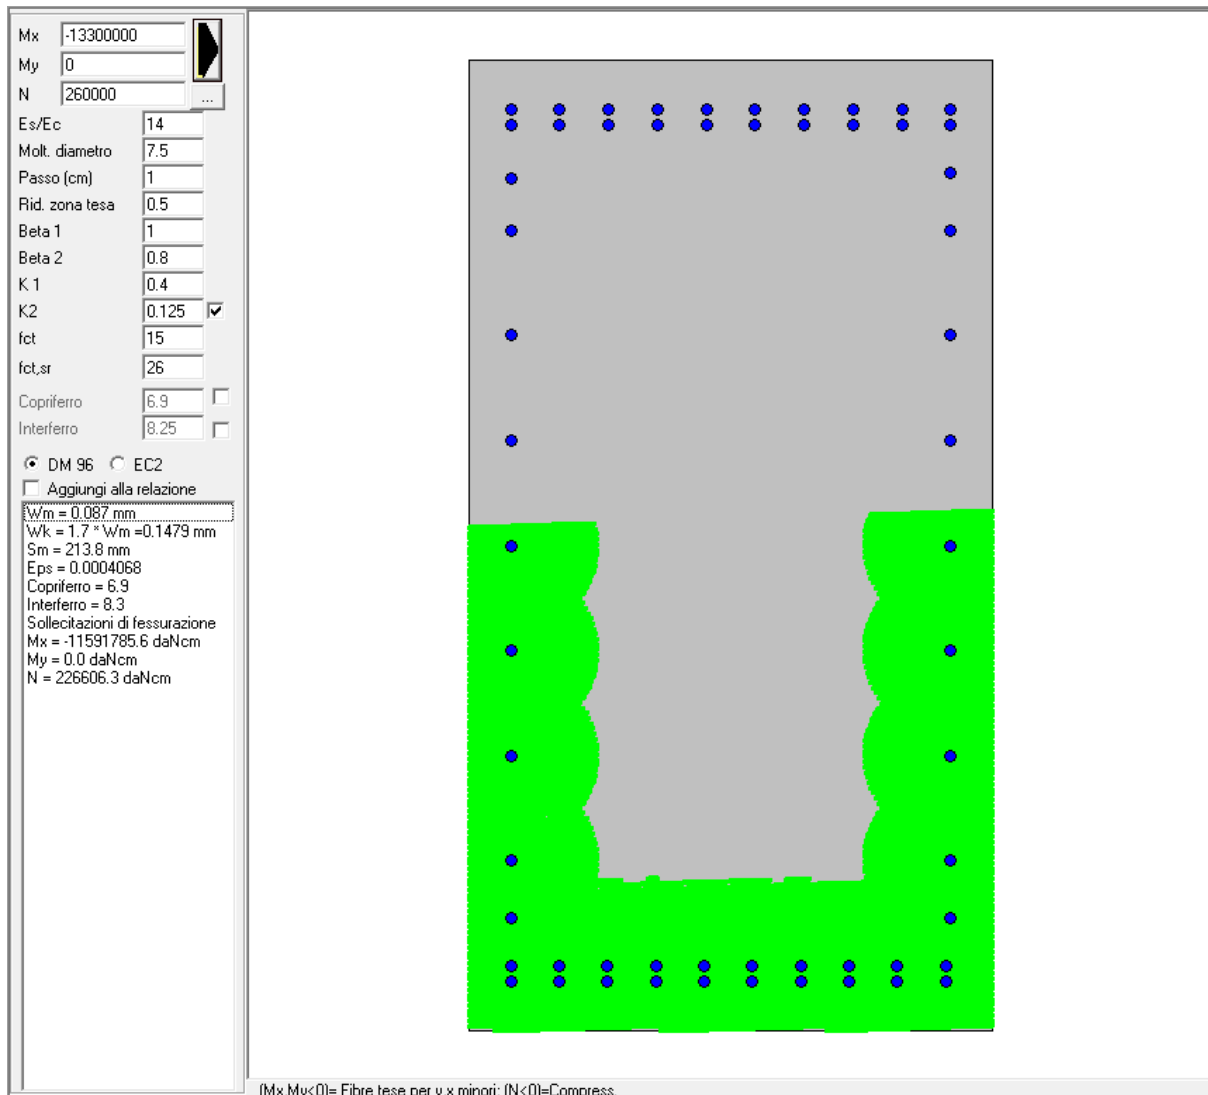 Mx -13300000
My 0
N 260000 ...
Es/Ec 14
Molt. diametro 7.5
Passo (cm) 1
Rid. zona tesa 0.5
Beta 1 1
Beta 2 0.8
K 1 0.4
K2 0.125
fct 15
fct,sr 26
Copriferro 6.9
Interferro 8.25
DM 96 EC2
Aggiungi alla relazione
Wm = 0.087 mm
Wk = 1.7 * Wm =0.1479 mm
Sm = 213.8 mm
Eps = 0.0004068
Copriferro = 6.9
Interferro = 8.3
Sollecitazioni di fessurazione
Mx = -11591785.6 daNcm
My = 0.0 daNcm
N = 226606.3 daNcm
(Mx,My<0)= Fibre tese per y,x minori; (N<0)=Compress.